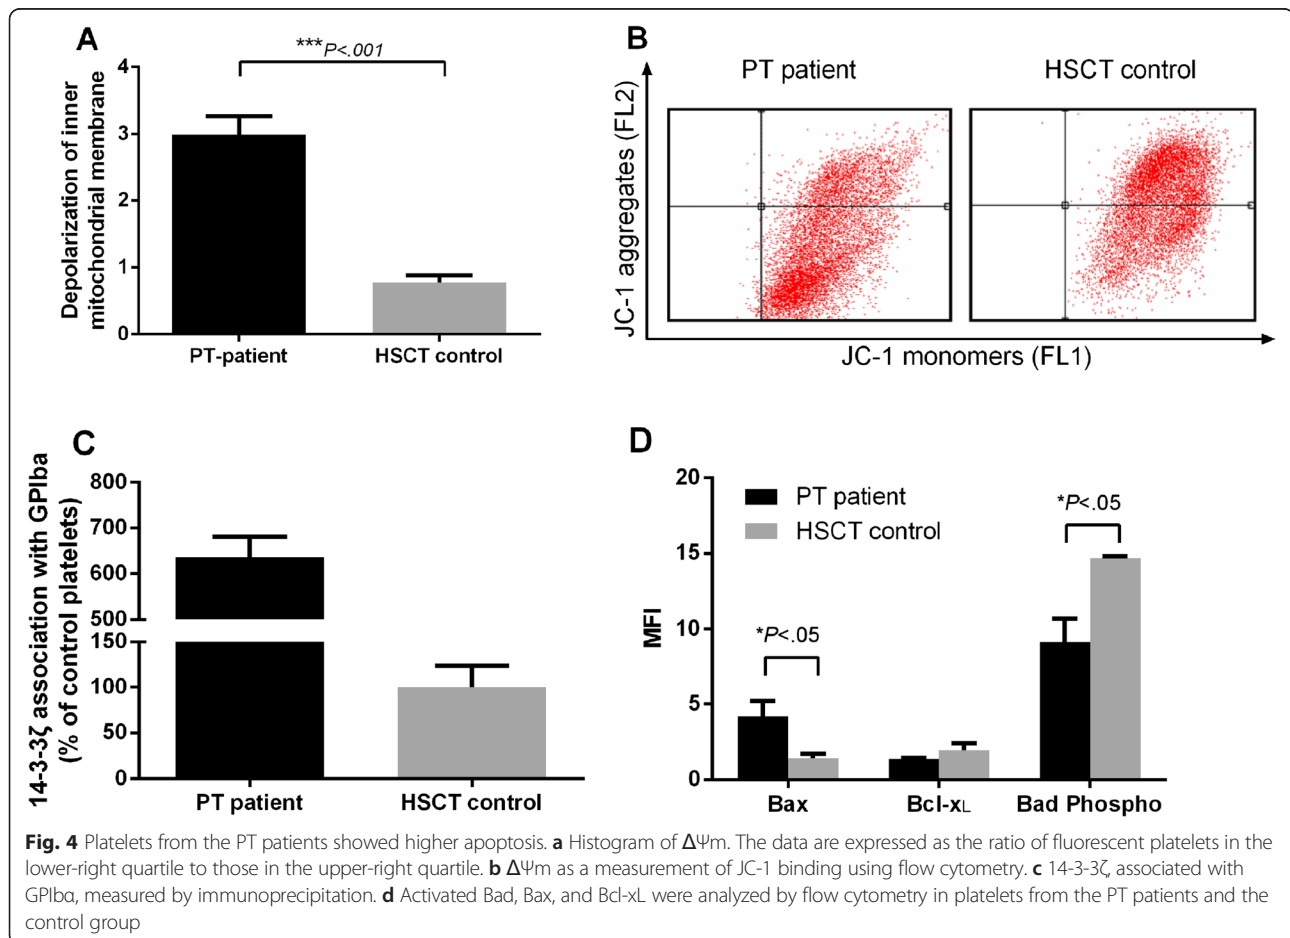 A
***P<.001
Depolarization of inner
mitochondrial membrane
4
3
2
1
0
PT-patient
HSCT control
B
PT patient
HSCT control
JC-1 aggregates (FL2)
JC-1 monomers (FL1)
C
14-3-3ζ association with GPIba
(% of control platelets)
800
700
600
500
150
100
50
0
PT patient
HSCT control
D
PT patient
HSCT control
MFI
20
15
10
5
0
*P<.05
*P<.05
Bax
Bcl-xL
Bad Phospho
Fig. 4 Platelets from the PT patients showed higher apoptosis. a Histogram of ΔΨm. The data are expressed as the ratio of fluorescent platelets in the
lower-right quartile to those in the upper-right quartile. b ΔΨm as a measurement of JC-1 binding using flow cytometry. c 14-3-3ζ, associated with
GPIbα, measured by immunoprecipitation. d Activated Bad, Bax, and Bcl-xL were analyzed by flow cytometry in platelets from the PT patients and the
control group